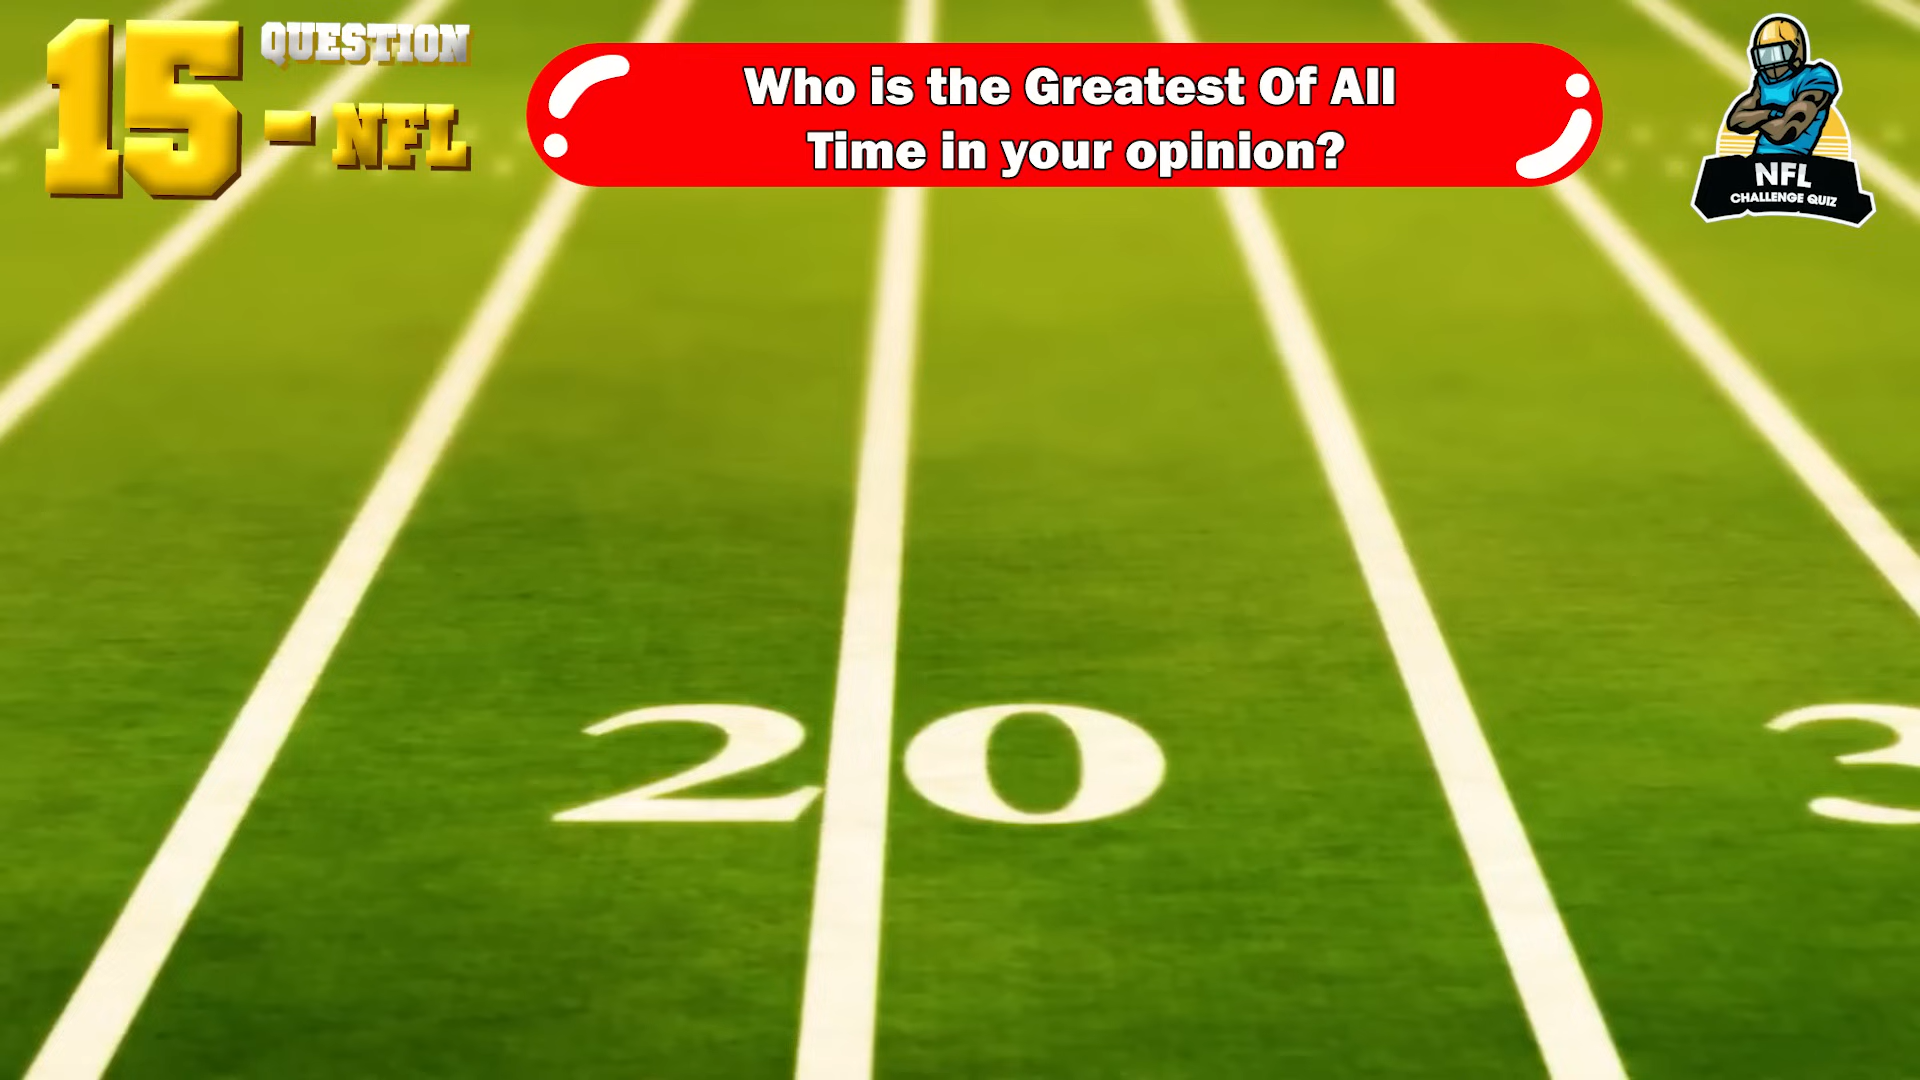 15 QUESTION
- NFL
Who is the Greatest Of All
Time in your opinion?
NFL
CHALLENGE QUIZ
20
3